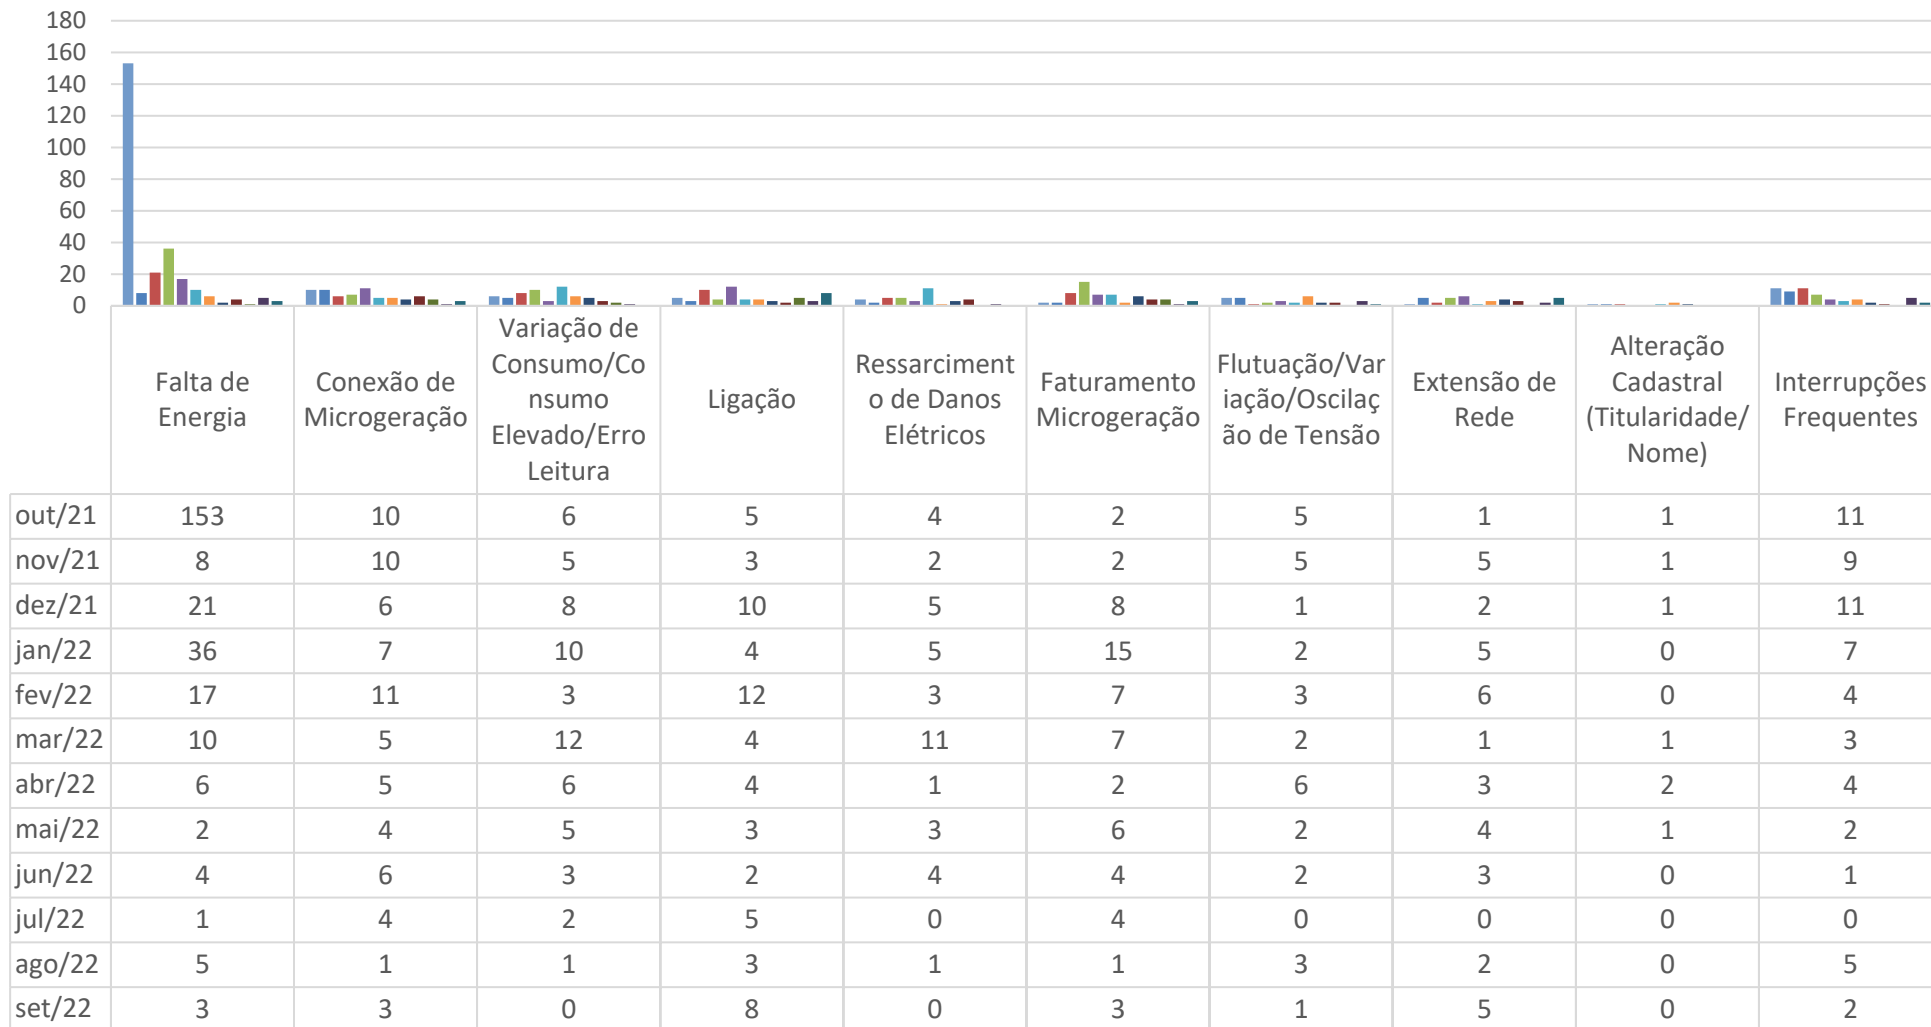 180
160
140
120
100
80
60
40
20
0
Falta de
Energia
Conexão de
Microgeração
Variação de
Consumo/Co
nsumo
Elevado/Erro
Leitura
Ligação
Ressarciment
o de Danos
Elétricos
Faturamento
Microgeração
Flutuação/Var
iação/Oscilaç
ão de Tensão
Extensão de
Rede
Alteração
Cadastral
(Titularidade/
Nome)
Interrupções
Frequentes
out/21 153 10 6 5 4 2 5 1 1 11
nov/21 8 10 5 3 2 2 5 5 1 9
dez/21 21 6 8 10 5 8 1 2 1 11
jan/22 36 7 10 4 5 15 2 5 0 7
fev/22 17 11 3 12 3 7 3 6 0 4
mar/22 10 5 12 4 11 7 2 1 1 3
abr/22 6 5 6 4 1 2 6 3 2 4
mai/22 2 4 5 3 3 6 2 4 1 2
jun/22 4 6 3 2 4 4 2 3 0 1
jul/22 1 4 2 5 0 4 0 0 0 0
ago/22 5 1 1 3 1 1 3 2 0 5
set/22 3 3 0 8 0 3 1 5 0 2